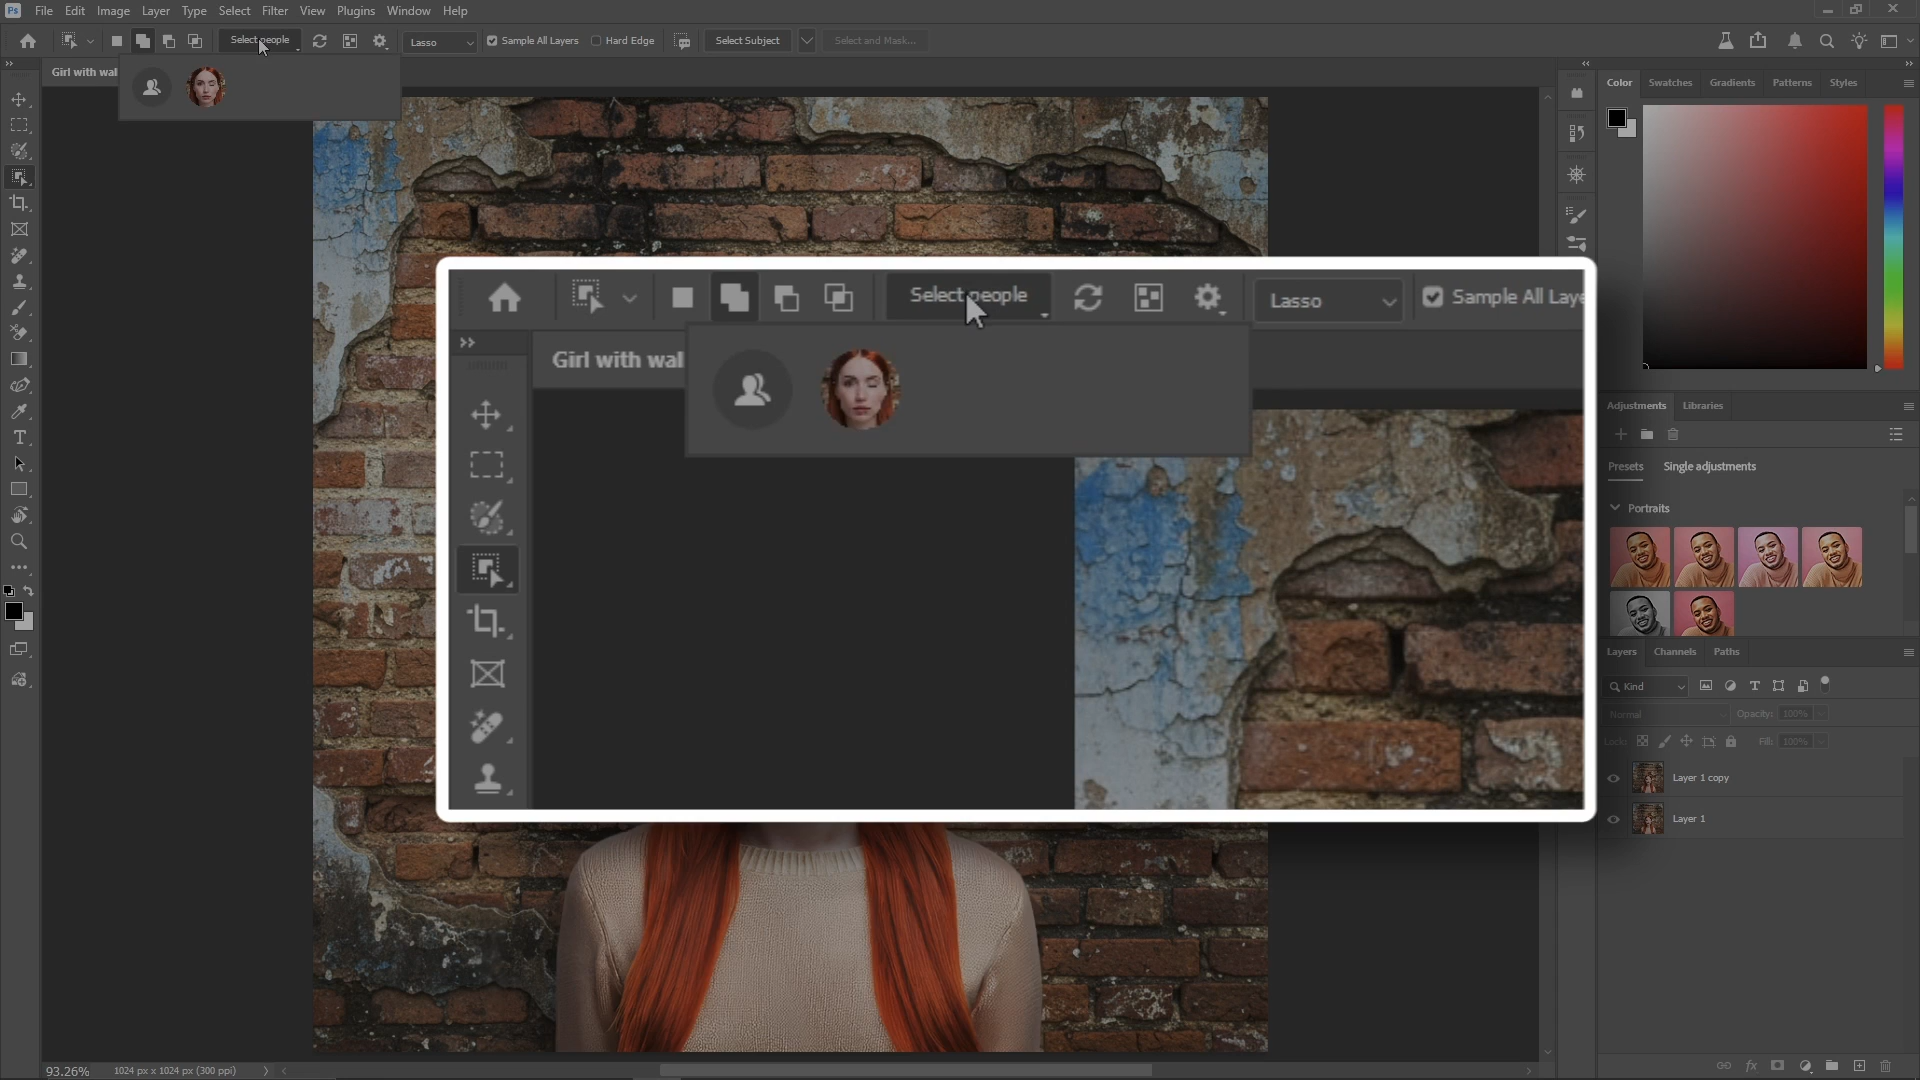 Ps File Edit Image Layer Type Select Filter View Plugins Window Help
Select people Lasso Sample All Layers Hard Edge Select Subject Select and Mask...
Girl with wal
Color Swatches Gradients Patterns Styles
Select people Lasso Sample All Laye
Girl with wal
Adjustments Libraries
Presets Single adjustments
Portraits
Layers Channels Paths
Kind
Normal Opacity: 100%
Lock: Fill: 100%
Layer 1 copy
Layer 1
93.26% 1024 px x 1024 px (300 ppi)
fx